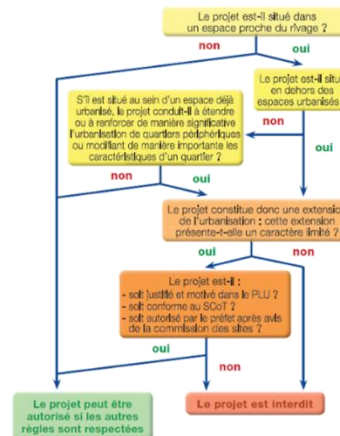 Le projet est-il situé dans
un espace proche du rivage ?
non
oui
Le projet est-il situ
en dehors des
espaces urbanisés
S'il est situé au sein d'un espace déjà
urbanisé, le projet conduit-il à étendre
ou à renforcer de manière significative
l'urbanisation de quartiers périphériques
ou modifiant de manière importante les
caractéristiques d'un quartier ?
non
oui
non
oui
Le projet constitue donc une extension
de l'urbanisation : cette extension
présente-t-elle un caractère limité ?
oui
non
Le projet est-il :
- soit justifié et motivé dans le PLU ?
- soit conforme au SCoT ?
- soit autorisé par le préfet après avis
de la commission des sites ?
oui
non
Le projet peut être
autorisé si les autres
règles sont respectées
Le projet est interdit